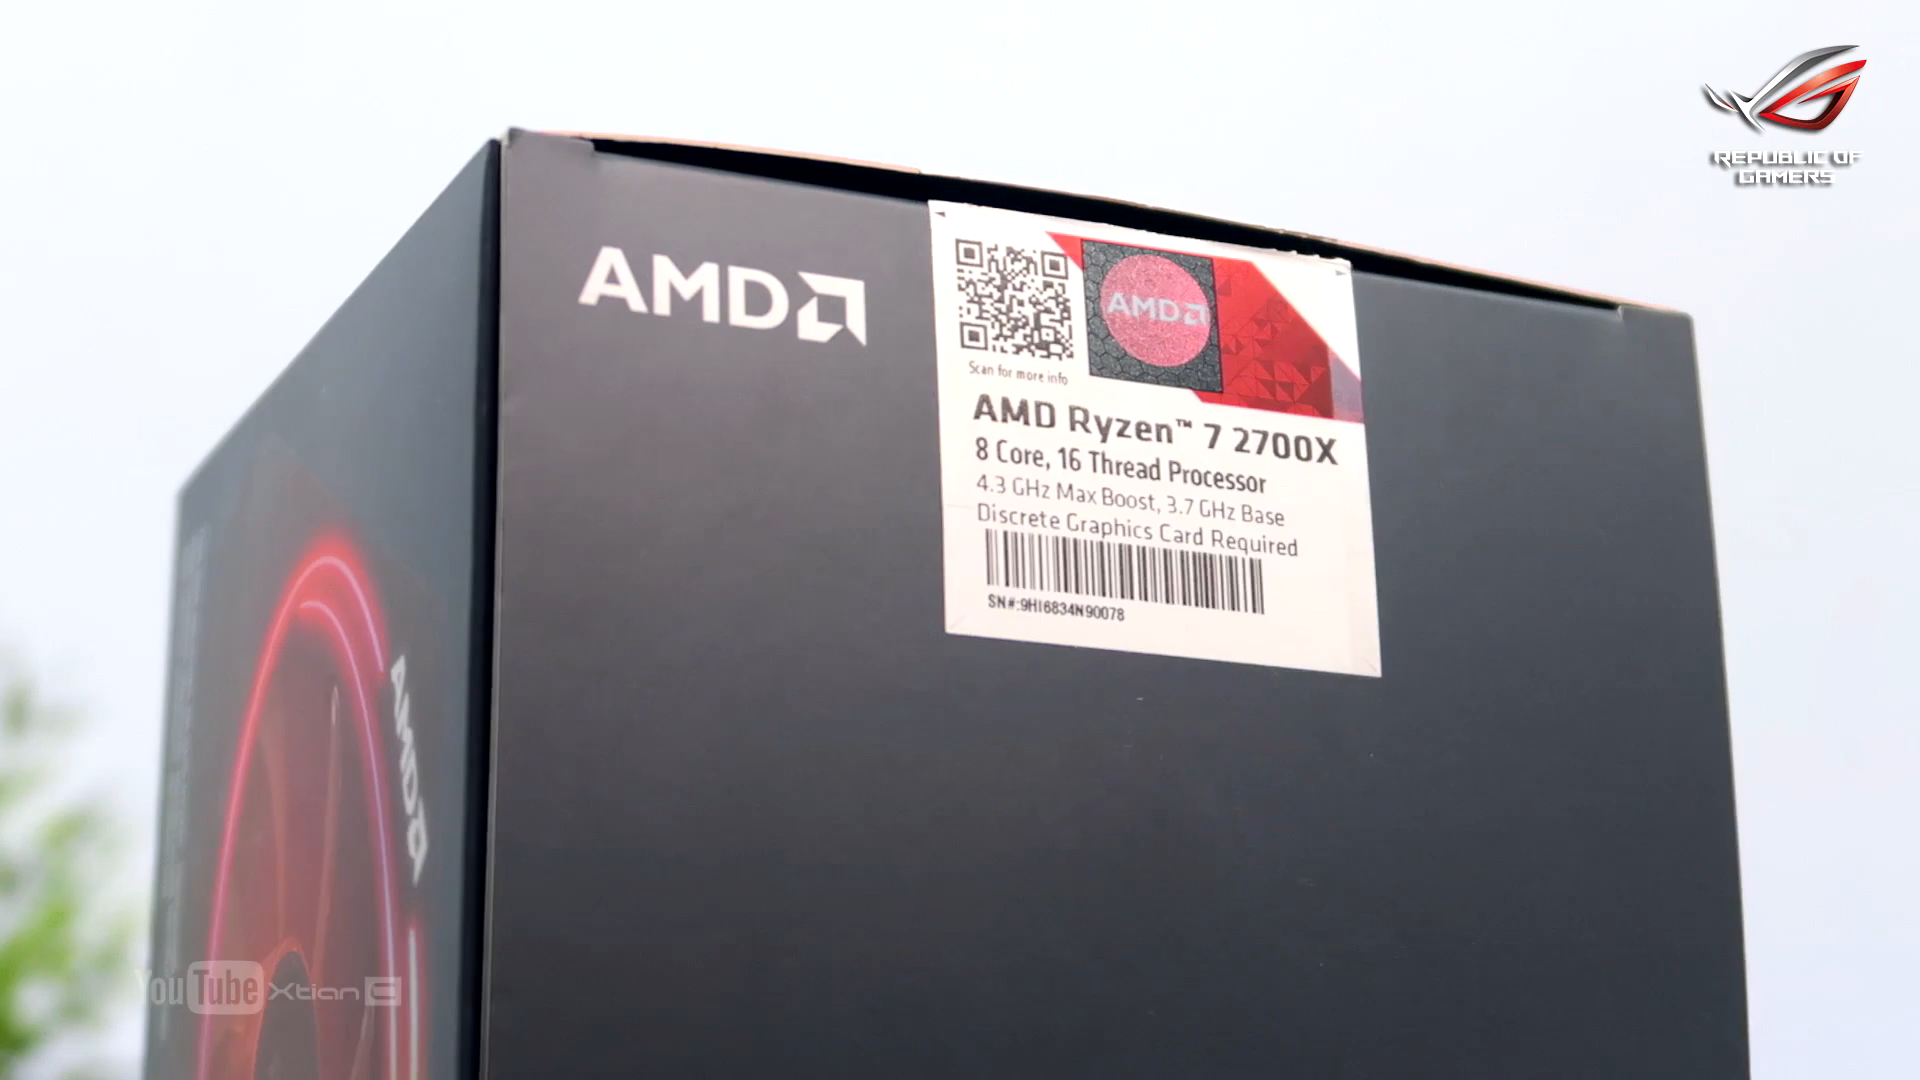 REPUBLIC OF
GAMERS
AMD
AMD
Scan for more info
AMD Ryzen™ 7 2700X
8 Core, 16 Thread Processor
4.3 GHz Max Boost, 3.7 GHz Base
Discrete Graphics Card Required
SN#:9HI6834N90078
AMD
YouTube Xtian C